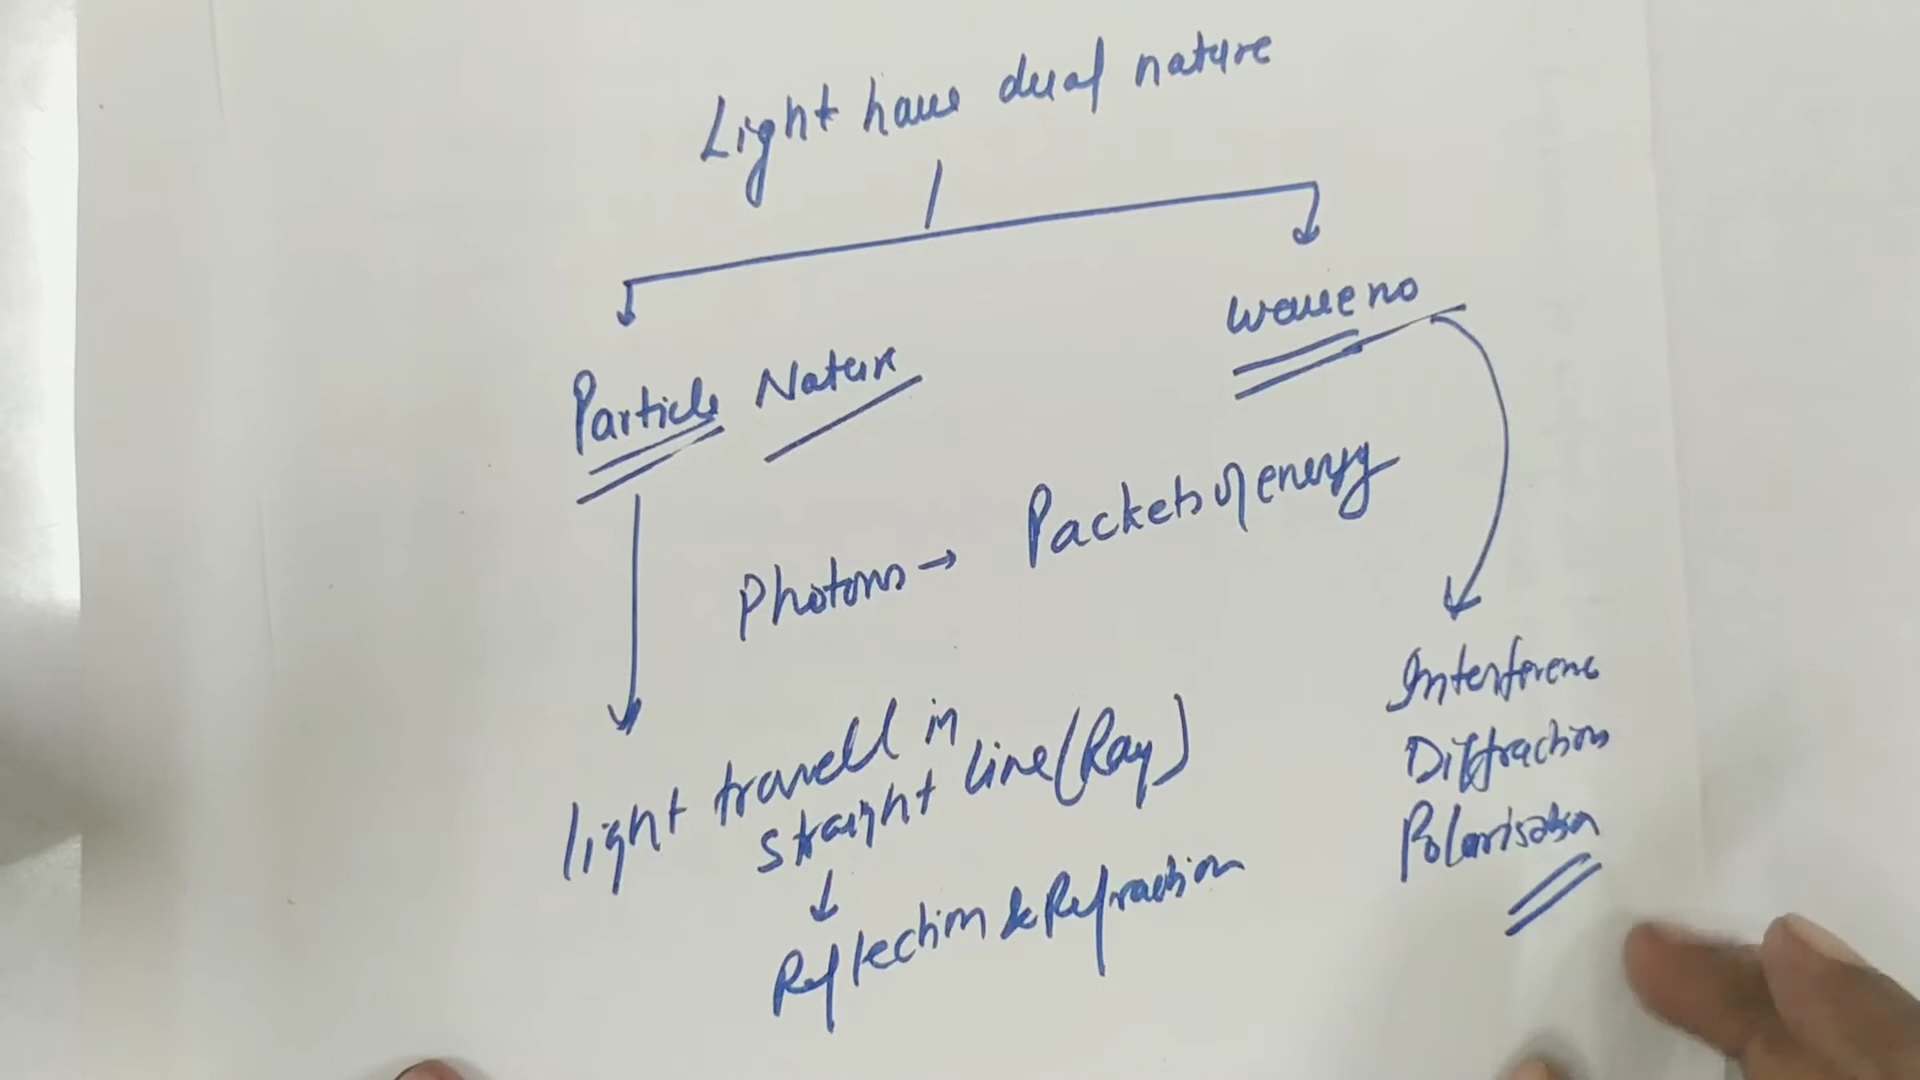 Light have dual nature
Particle Nature
wave no
Photons → Packets of energy
light travell in
straight line (Ray)
Reflection & Refraction
Interference
Diffraction
Polarisation